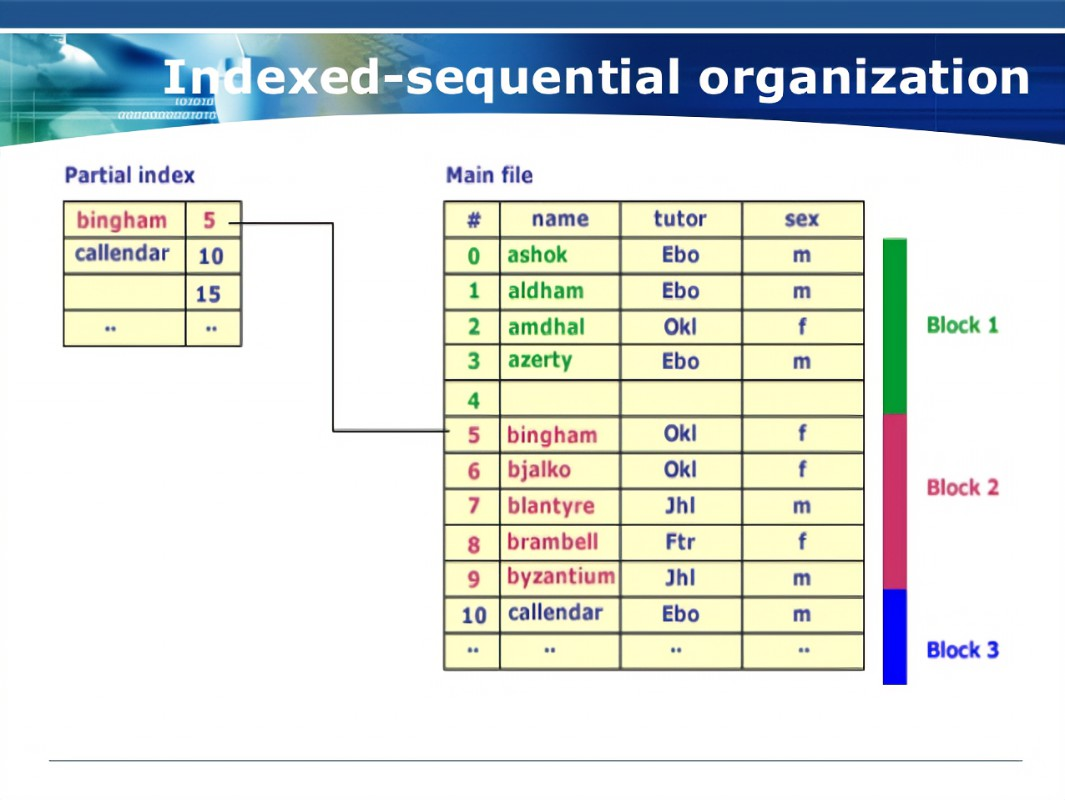 Indexed-sequential organization
101010
000000001010
Partial index
bingham 5
callendar 10
15
.. ..
Main file
# name tutor sex
0 ashok Ebo m
1 aldham Ebo m
2 amdhal Okl f
3 azerty Ebo m
4
5 bingham Okl f
6 bjalko Okl f
7 blantyre Jhl m
8 brambell Ftr f
9 byzantium Jhl m
10 callendar Ebo m
.. .. .. ..
Block 1
Block 2
Block 3